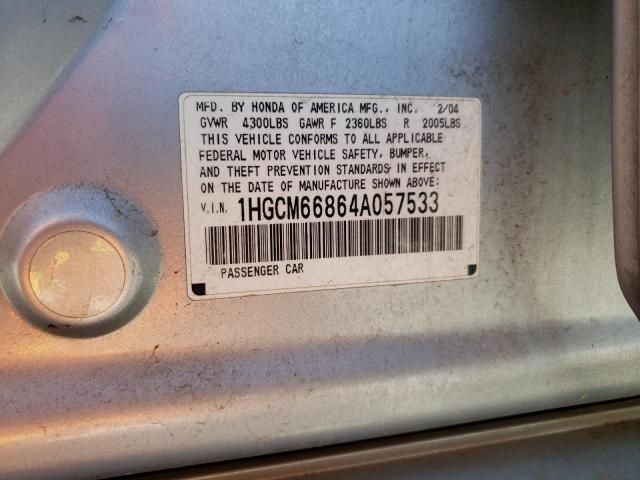 MFD. BY HONDA OF AMERICA MFG., INC. 2/04
GVWR 4300LBS GAWR F 2360LBS R 2005LBS
THIS VEHICLE CONFORMS TO ALL APPLICABLE
FEDERAL MOTOR VEHICLE SAFETY, BUMPER,
AND THEFT PREVENTION STANDARDS IN EFFECT
ON THE DATE OF MANUFACTURE SHOWN ABOVE:
V.I.N. 1HGCM66864A057533
PASSENGER CAR